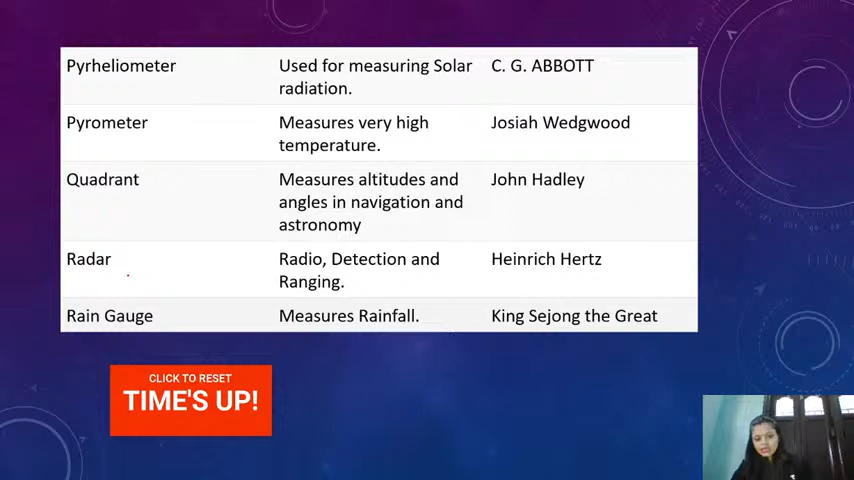 Pyrheliometer Used for measuring Solar C. G. ABBOTT
radiation.
Pyrometer Measures very high Josiah Wedgwood
temperature.
Quadrant Measures altitudes and John Hadley
angles in navigation and
astronomy
Radar Radio, Detection and Heinrich Hertz
Ranging.
Rain Gauge Measures Rainfall. King Sejong the Great
CLICK TO RESET
TIME'S UP!